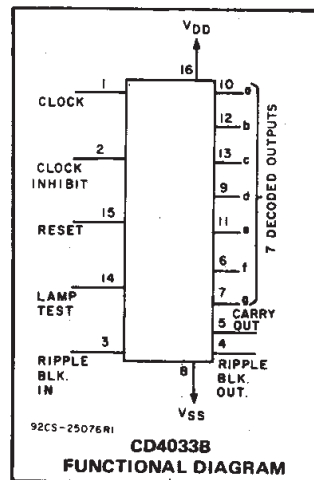 VDD
16
1
CLOCK
2
CLOCK
INHIBIT
15
RESET
14
LAMP
TEST
3
RIPPLE
BLK.
IN
10 a
12 b
13 c
9 d
11 e
6 f
7 g
7 DECODED OUTPUTS
CARRY
OUT
5
4
RIPPLE
BLK.
OUT.
8
VSS
92CS-25076R1
CD4033B
FUNCTIONAL DIAGRAM